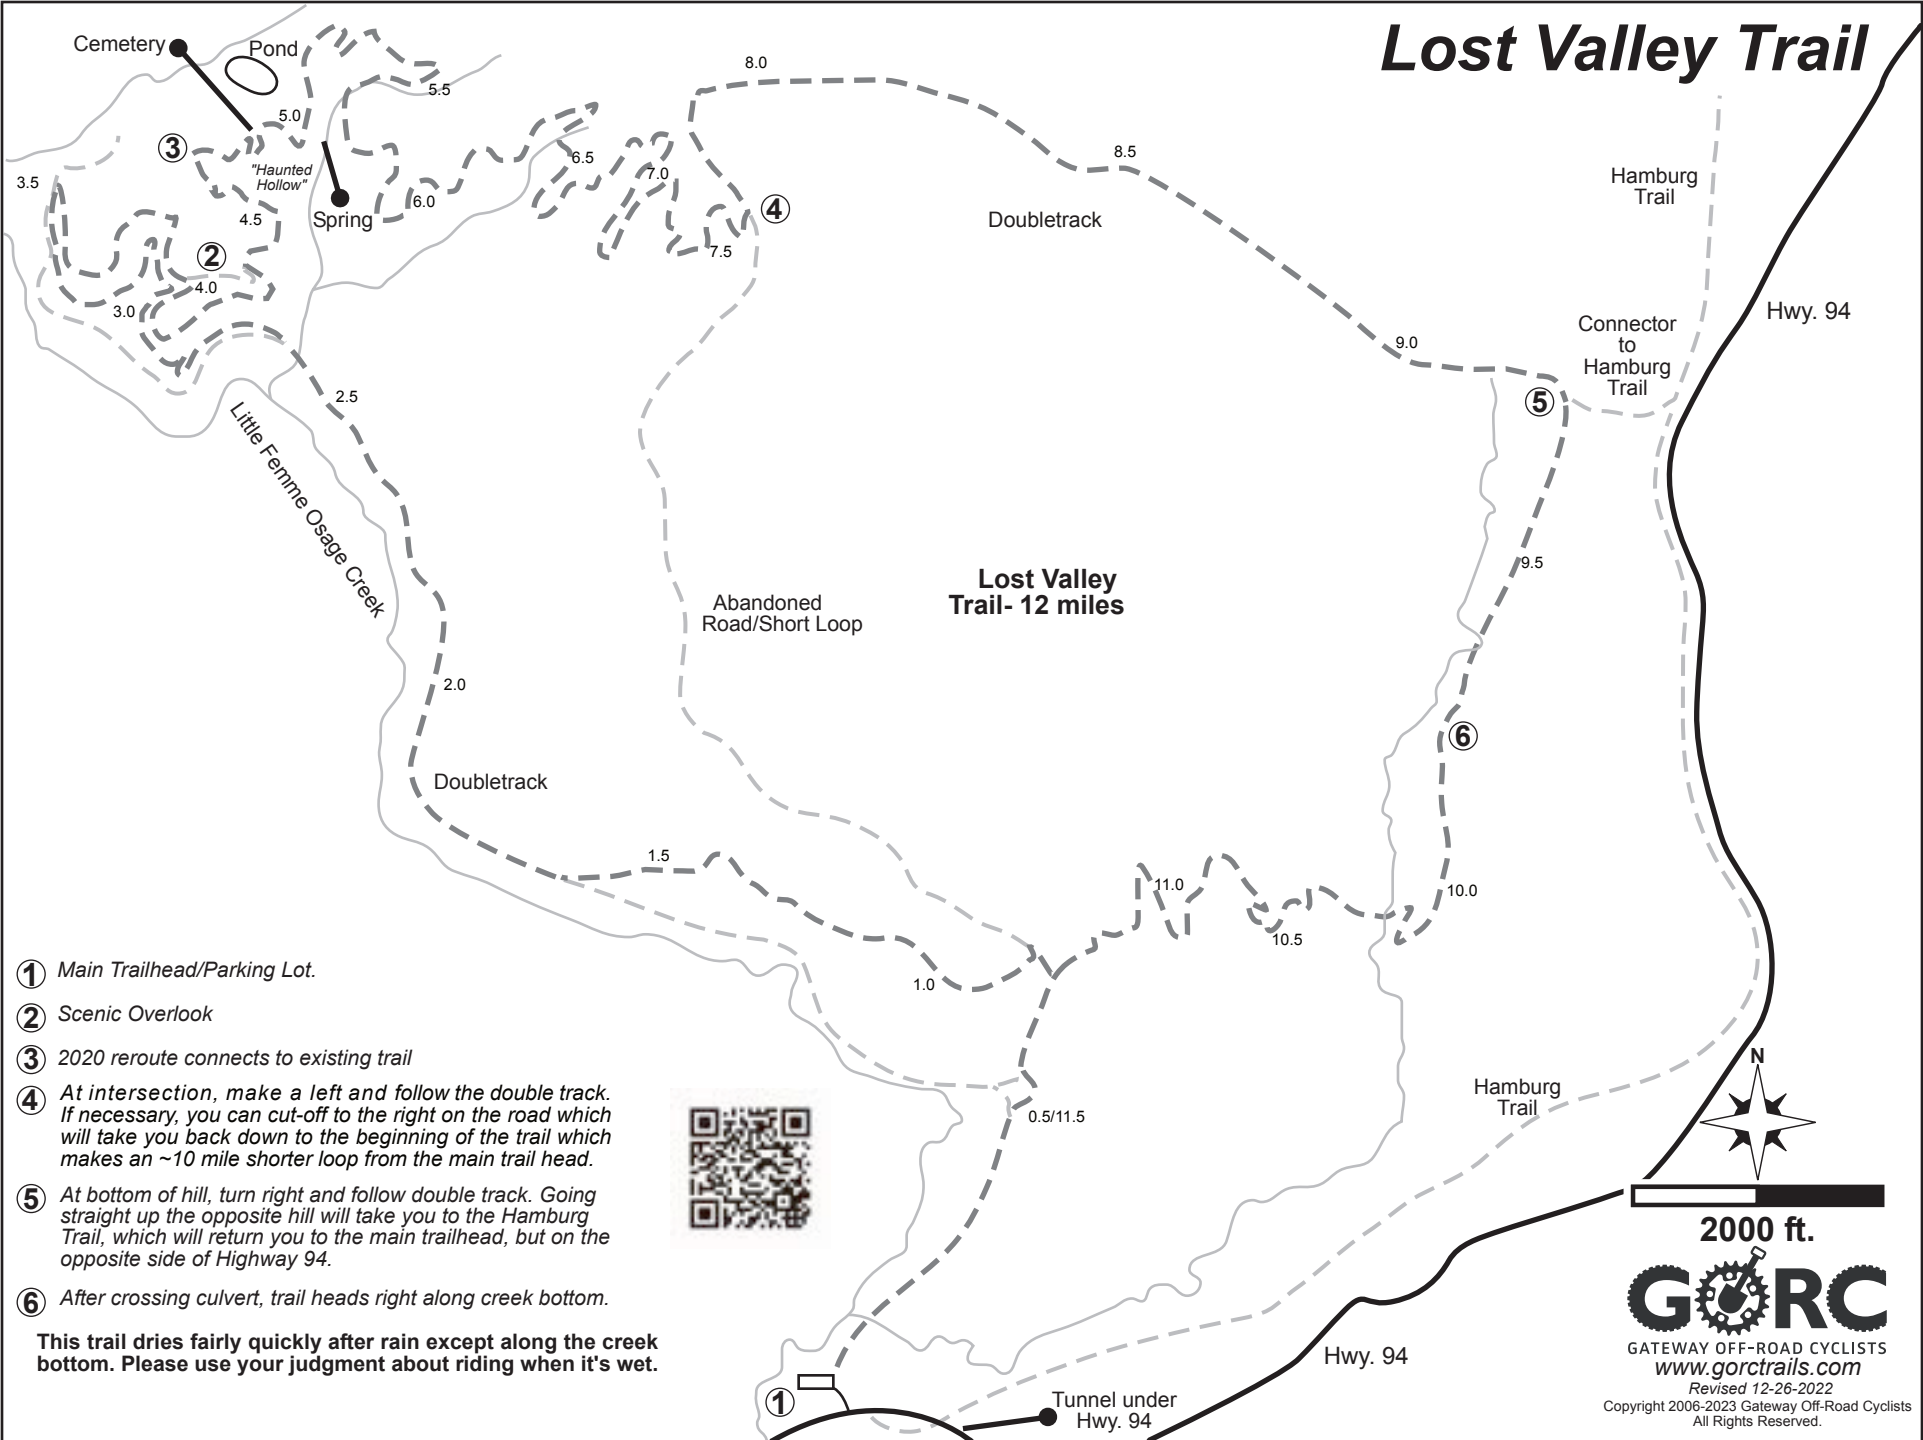 Lost Valley Trail
Cemetery
Pond
5.5
5.0
3
"Haunted
Hollow"
3.5
4.5
Spring
6.0
6.5
7.0
7.5
4
2
4.0
3.0
2.5
8.0
8.5
Doubletrack
9.0
Hamburg
Trail
Connector
to
Hamburg
Trail
Hwy. 94
5
9.5
Little Femme Osage Creek
Abandoned
Road/Short Loop
Lost Valley
Trail- 12 miles
2.0
Doubletrack
6
1.5
1.0
11.0
10.5
10.0
0.5/11.5
Hamburg
Trail
1 Main Trailhead/Parking Lot.
2 Scenic Overlook
3 2020 reroute connects to existing trail
4 At intersection, make a left and follow the double track.
If necessary, you can cut-off to the right on the road which
will take you back down to the beginning of the trail which
makes an ~10 mile shorter loop from the main trail head.
5 At bottom of hill, turn right and follow double track. Going
straight up the opposite hill will take you to the Hamburg
Trail, which will return you to the main trailhead, but on the
opposite side of Highway 94.
6 After crossing culvert, trail heads right along creek bottom.
This trail dries fairly quickly after rain except along the creek
bottom. Please use your judgment about riding when it's wet.
1
Tunnel under
Hwy. 94
Hwy. 94
N
2000 ft.
GORC
GATEWAY OFF-ROAD CYCLISTS
www.gorctrails.com
Revised 12-26-2022
Copyright 2006-2023 Gateway Off-Road Cyclists
All Rights Reserved.